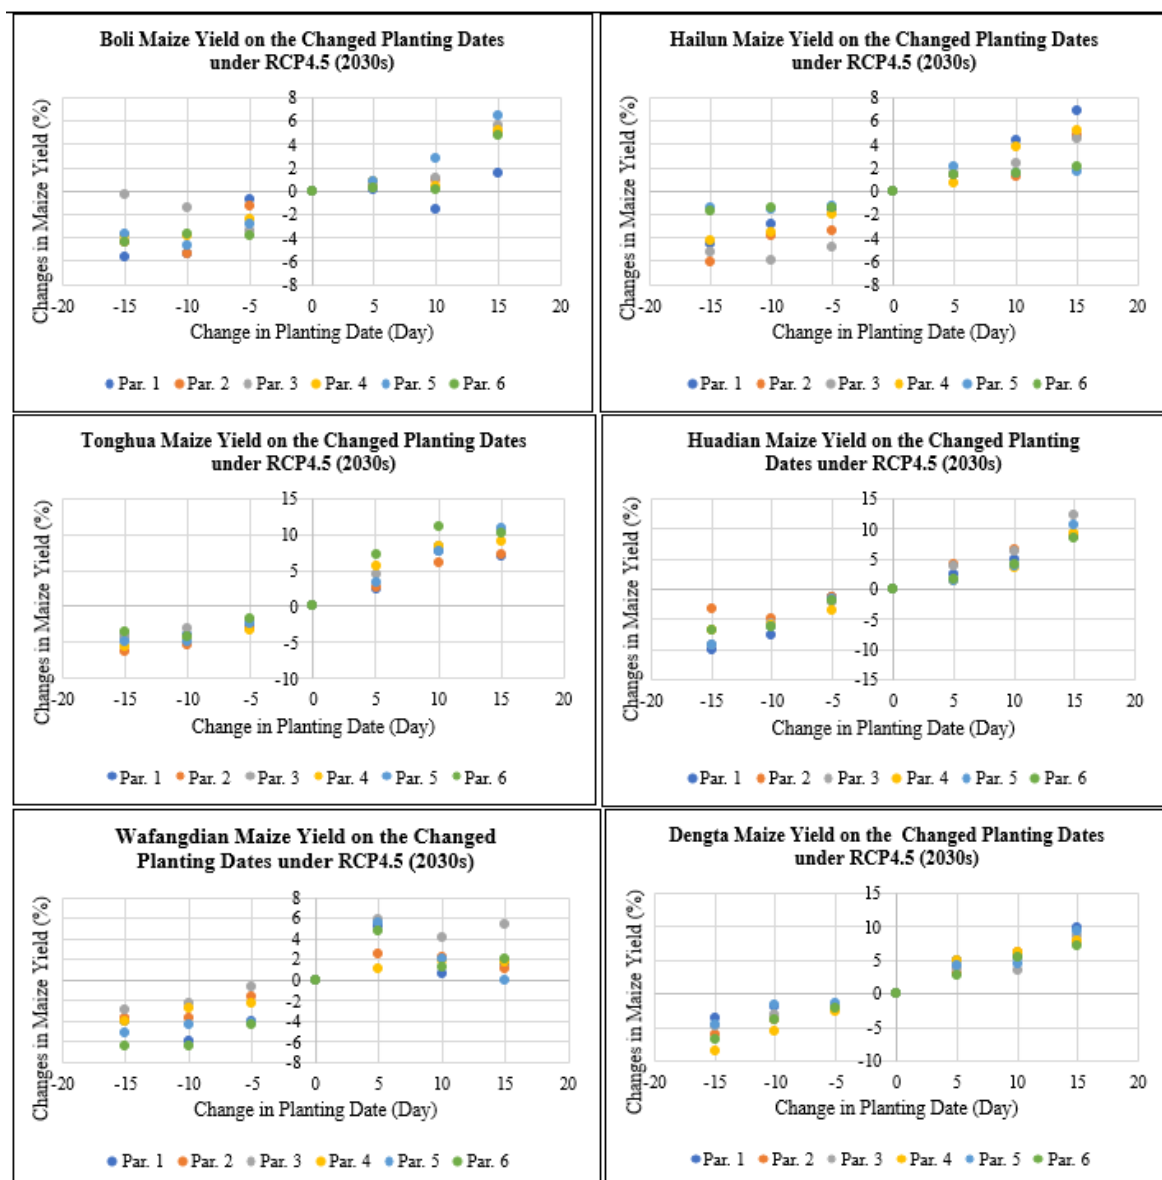 Boli Maize Yield on the Changed Planting Dates
under RCP4.5 (2030s)
Changes in Maize Yield (%)
8
6
4
2
0
-2
-4
-6
-8
-20 -15 -10 -5 0 5 10 15 20
Change in Planting Date (Day)
Par. 1 Par. 2 Par. 3 Par. 4 Par. 5 Par. 6
Hailun Maize Yield on the Changed Planting Dates
under RCP4.5 (2030s)
Changes in Maize Yield (%)
8
6
4
2
0
-2
-4
-6
-8
-20 -15 -10 -5 0 5 10 15 20
Change in Planting Date (Day)
Par. 1 Par. 2 Par. 3 Par. 4 Par. 5 Par. 6
Tonghua Maize Yield on the Changed Planting Dates
under RCP4.5 (2030s)
Changes in Maize Yield (%)
15
10
5
0
-5
-10
-20 -15 -10 -5 0 5 10 15 20
Change in Planting Date (Day)
Par. 1 Par. 2 Par. 3 Par. 4 Par. 5 Par. 6
Huadian Maize Yield on the Changed Planting
Dates under RCP4.5 (2030s)
Changes in Maize Yield (%)
15
10
5
0
-5
-10
-15
-20 -15 -10 -5 0 5 10 15 20
Change in Planting Date (Day)
Par. 1 Par. 2 Par. 3 Par. 4 Par. 5 Par. 6
Wafangdian Maize Yield on the Changed
Planting Dates under RCP4.5 (2030s)
Changes in Maize Yield (%)
8
6
4
2
0
-2
-4
-6
-8
-20 -15 -10 -5 0 5 10 15 20
Change in Planting Date (Day)
Par. 1 Par. 2 Par. 3 Par. 4 Par. 5 Par. 6
Dengta Maize Yield on the Changed Planting Dates
under RCP4.5 (2030s)
Changes in Maize Yield (%)
15
10
5
0
-5
-10
-20 -15 -10 -5 0 5 10 15 20
Change in Planting Date (Day)
Par. 1 Par. 2 Par. 3 Par. 4 Par. 5 Par. 6